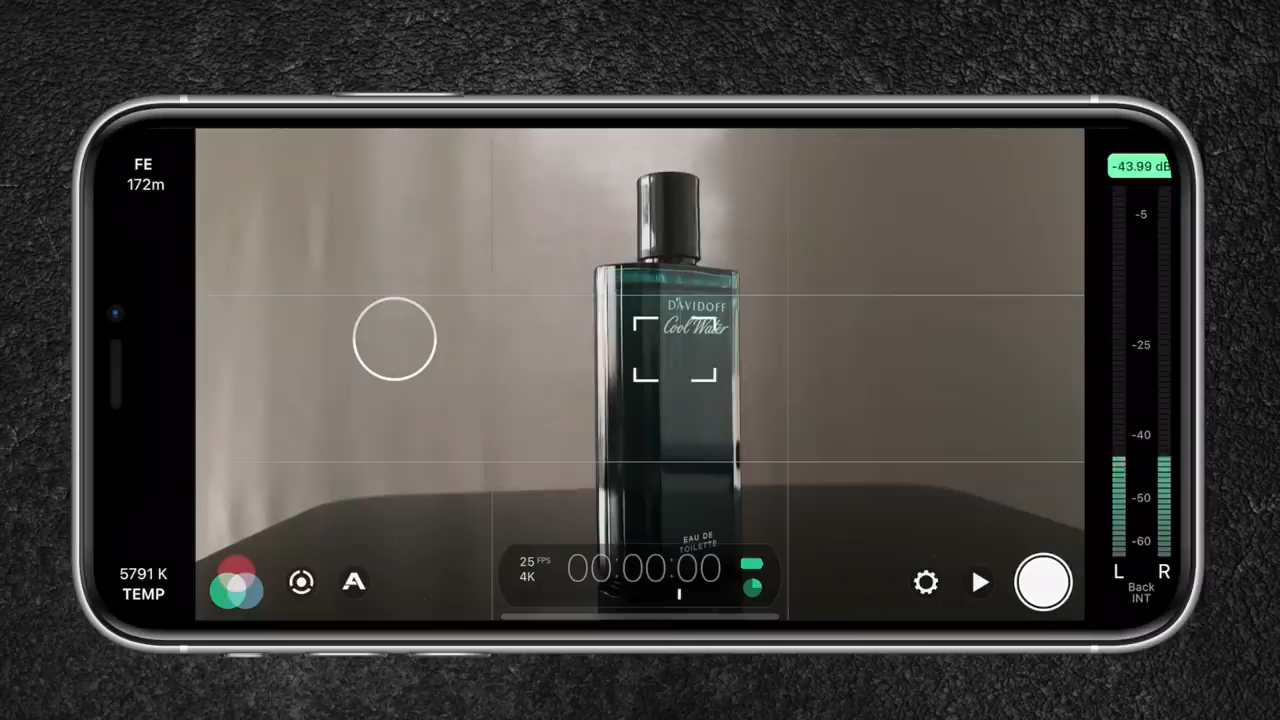 FE
172m
-43.99 dB
-5
-25
-40
-50
-60
L R
Back
INT
DAVIDOFF
Cool Water
EAU DE
TOILETTE
25 FPS
4K
00:00:00
5791 K
TEMP
A